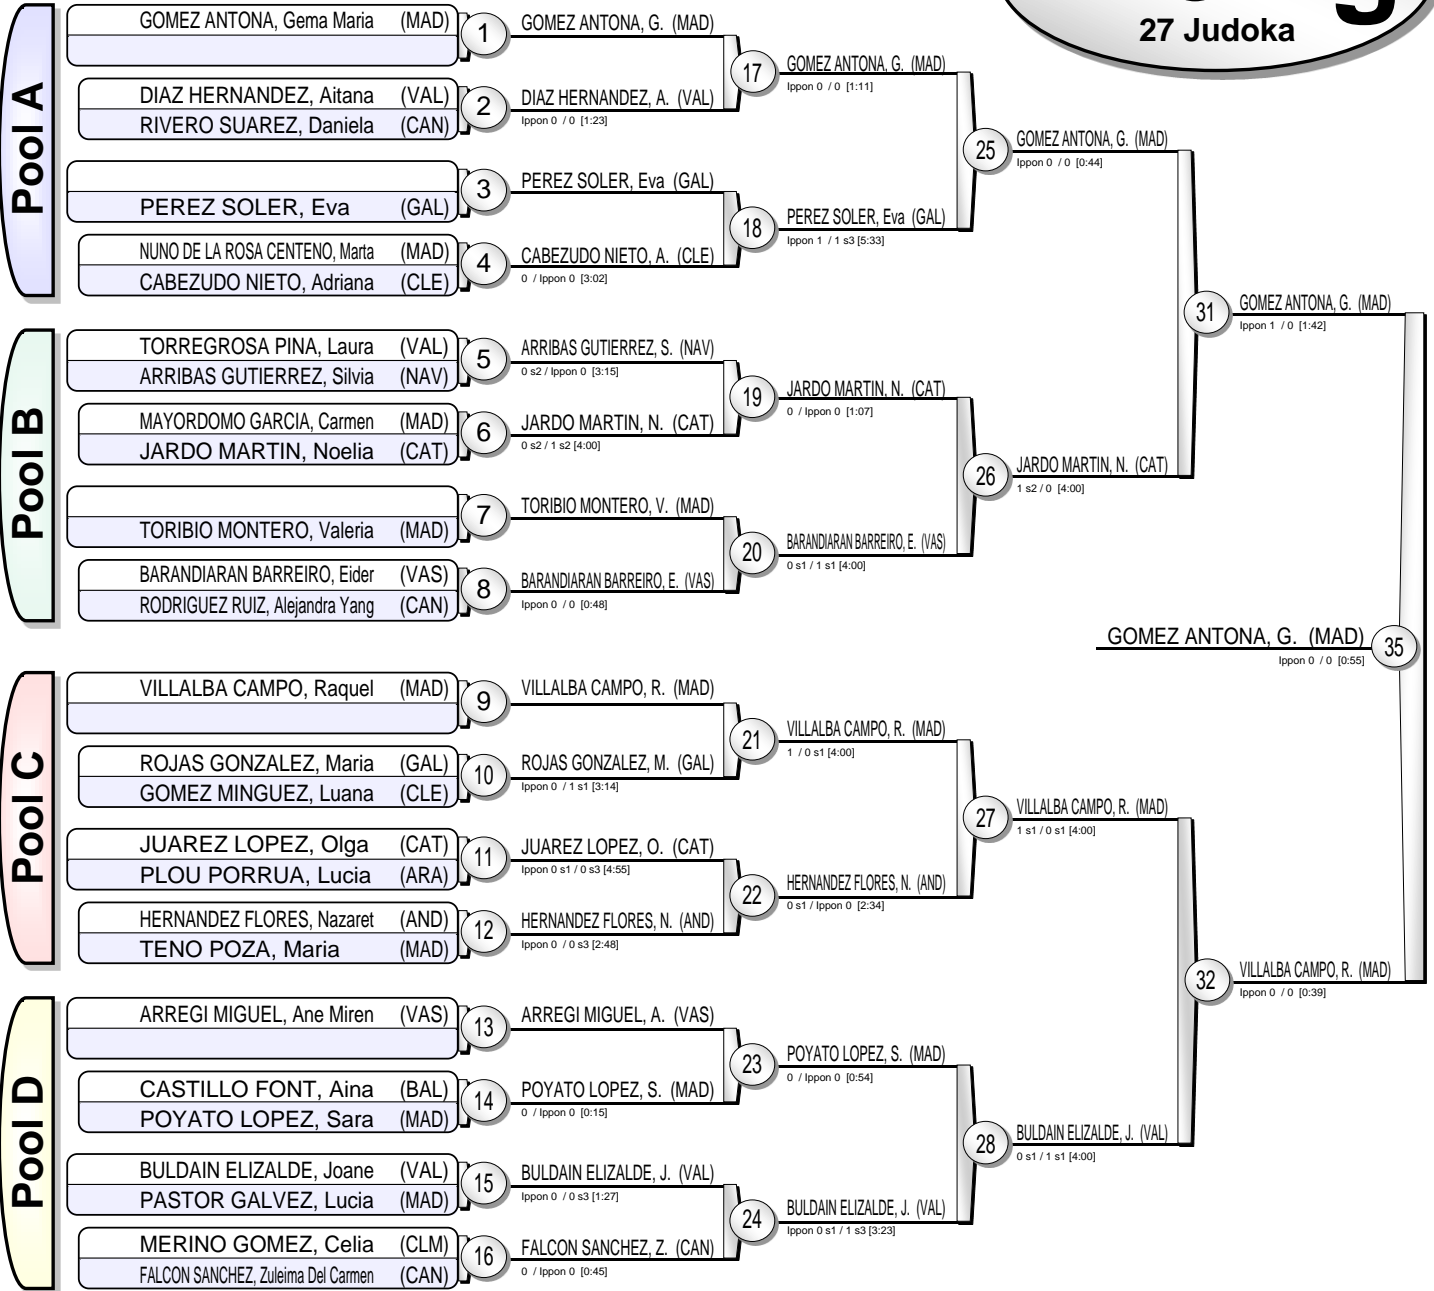 27 Judoka
Pool A
GOMEZ ANTONA, Gema Maria (MAD)
1
GOMEZ ANTONA, G. (MAD)
DIAZ HERNANDEZ, Aitana (VAL)
RIVERO SUAREZ, Daniela (CAN)
2
DIAZ HERNANDEZ, A. (VAL)
Ippon 0 / 0 [1:23]
17
GOMEZ ANTONA, G. (MAD)
Ippon 0 / 0 [1:11]
PEREZ SOLER, Eva (GAL)
3
PEREZ SOLER, Eva (GAL)
NUNO DE LA ROSA CENTENO, Marta (MAD)
CABEZUDO NIETO, Adriana (CLE)
4
CABEZUDO NIETO, A. (CLE)
0 / Ippon 0 [3:02]
18
PEREZ SOLER, Eva (GAL)
Ippon 1 / 1 s3 [5:33]
25
GOMEZ ANTONA, G. (MAD)
Ippon 0 / 0 [0:44]
Pool B
TORREGROSA PINA, Laura (VAL)
ARRIBAS GUTIERREZ, Silvia (NAV)
5
ARRIBAS GUTIERREZ, S. (NAV)
0 s2 / Ippon 0 [3:15]
MAYORDOMO GARCIA, Carmen (MAD)
JARDO MARTIN, Noelia (CAT)
6
JARDO MARTIN, N. (CAT)
0 s2 / 1 s2 [4:00]
19
JARDO MARTIN, N. (CAT)
0 / Ippon 0 [1:07]
TORIBIO MONTERO, Valeria (MAD)
7
TORIBIO MONTERO, V. (MAD)
BARANDIARAN BARREIRO, Eider (VAS)
RODRIGUEZ RUIZ, Alejandra Yang (CAN)
8
BARANDIARAN BARREIRO, E. (VAS)
Ippon 0 / 0 [0:48]
20
BARANDIARAN BARREIRO, E. (VAS)
0 s1 / 1 s1 [4:00]
26
JARDO MARTIN, N. (CAT)
1 s2 / 0 [4:00]
31
GOMEZ ANTONA, G. (MAD)
Ippon 1 / 0 [1:42]
GOMEZ ANTONA, G. (MAD)
35
Ippon 0 / 0 [0:55]
Pool C
VILLALBA CAMPO, Raquel (MAD)
9
VILLALBA CAMPO, R. (MAD)
ROJAS GONZALEZ, Maria (GAL)
GOMEZ MINGUEZ, Luana (CLE)
10
ROJAS GONZALEZ, M. (GAL)
Ippon 0 / 1 s1 [3:14]
21
VILLALBA CAMPO, R. (MAD)
1 / 0 s1 [4:00]
JUAREZ LOPEZ, Olga (CAT)
PLOU PORRUA, Lucia (ARA)
11
JUAREZ LOPEZ, O. (CAT)
Ippon 0 s1 / 0 s3 [4:55]
HERNANDEZ FLORES, Nazaret (AND)
TENO POZA, Maria (MAD)
12
HERNANDEZ FLORES, N. (AND)
Ippon 0 / 0 s3 [2:48]
22
HERNANDEZ FLORES, N. (AND)
0 s1 / Ippon 0 [2:34]
27
VILLALBA CAMPO, R. (MAD)
1 s1 / 0 s1 [4:00]
Pool D
ARREGI MIGUEL, Ane Miren (VAS)
13
ARREGI MIGUEL, A. (VAS)
CASTILLO FONT, Aina (BAL)
POYATO LOPEZ, Sara (MAD)
14
POYATO LOPEZ, S. (MAD)
0 / Ippon 0 [0:15]
23
POYATO LOPEZ, S. (MAD)
0 / Ippon 0 [0:54]
BULDAIN ELIZALDE, Joane (VAL)
PASTOR GALVEZ, Lucia (MAD)
15
BULDAIN ELIZALDE, J. (VAL)
Ippon 0 / 0 s3 [1:27]
MERINO GOMEZ, Celia (CLM)
FALCON SANCHEZ, Zuleima Del Carmen (CAN)
16
FALCON SANCHEZ, Z. (CAN)
0 / Ippon 0 [0:45]
24
BULDAIN ELIZALDE, J. (VAL)
Ippon 0 s1 / 1 s3 [3:23]
28
BULDAIN ELIZALDE, J. (VAL)
0 s1 / 1 s1 [4:00]
32
VILLALBA CAMPO, R. (MAD)
Ippon 0 / 0 [0:39]